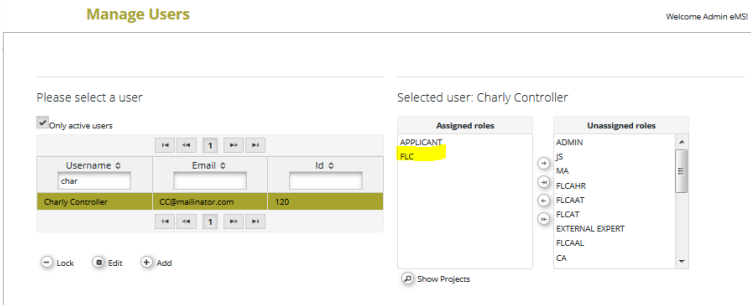 Manage Users
Welcome Admin eMS!
Please select a user
Only active users
1
Username
Email
Id
char
Charly Controller CC@mailinator.com 120
1
Lock Edit Add
Selected user: Charly Controller
Assigned roles
APPLICANT
FLC
Unassigned roles
ADMIN
JS
MA
FLCAHR
FLCAAT
FLCAT
EXTERNAL EXPERT
FLCAAL
CA
Show Projects